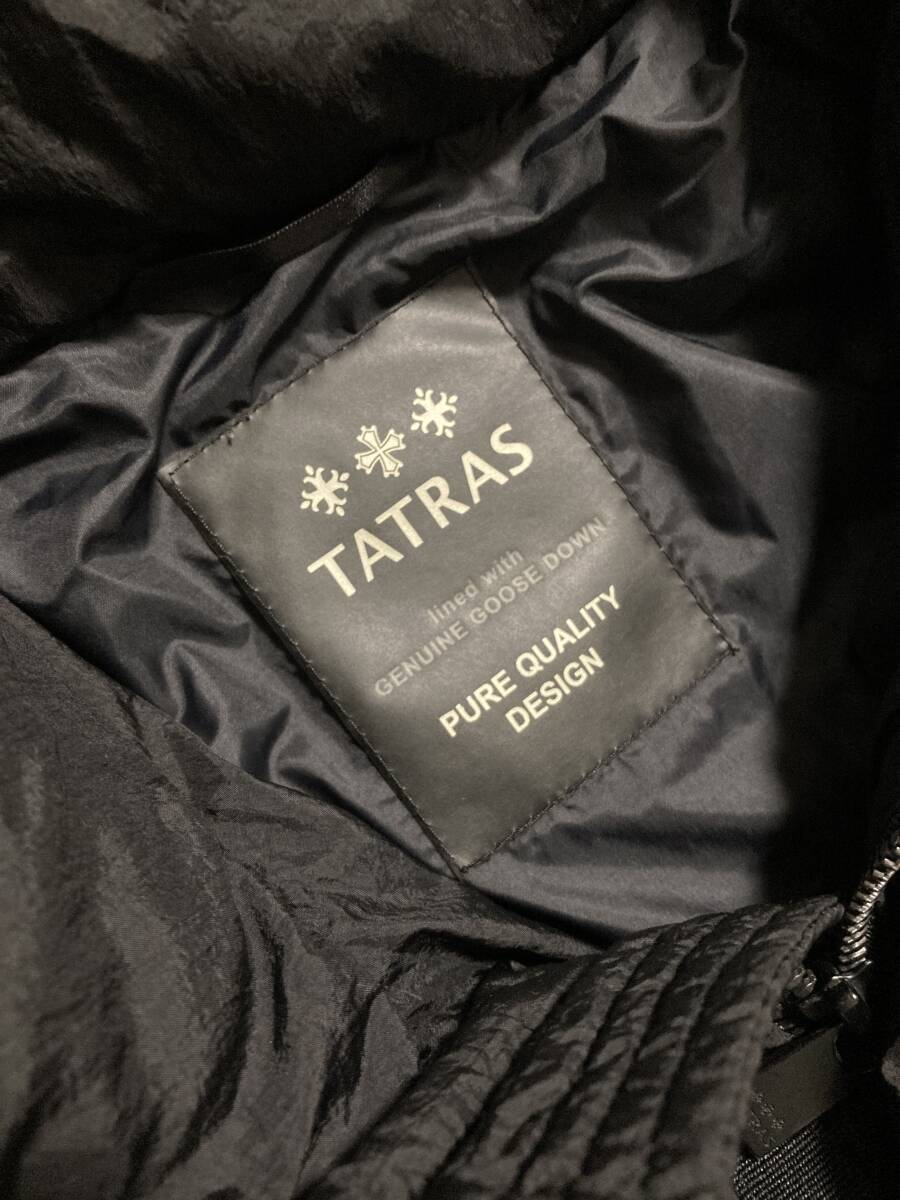 TATRAS
lined with
GENUINE GOOSE DOWN
PURE QUALITY
DESIGN